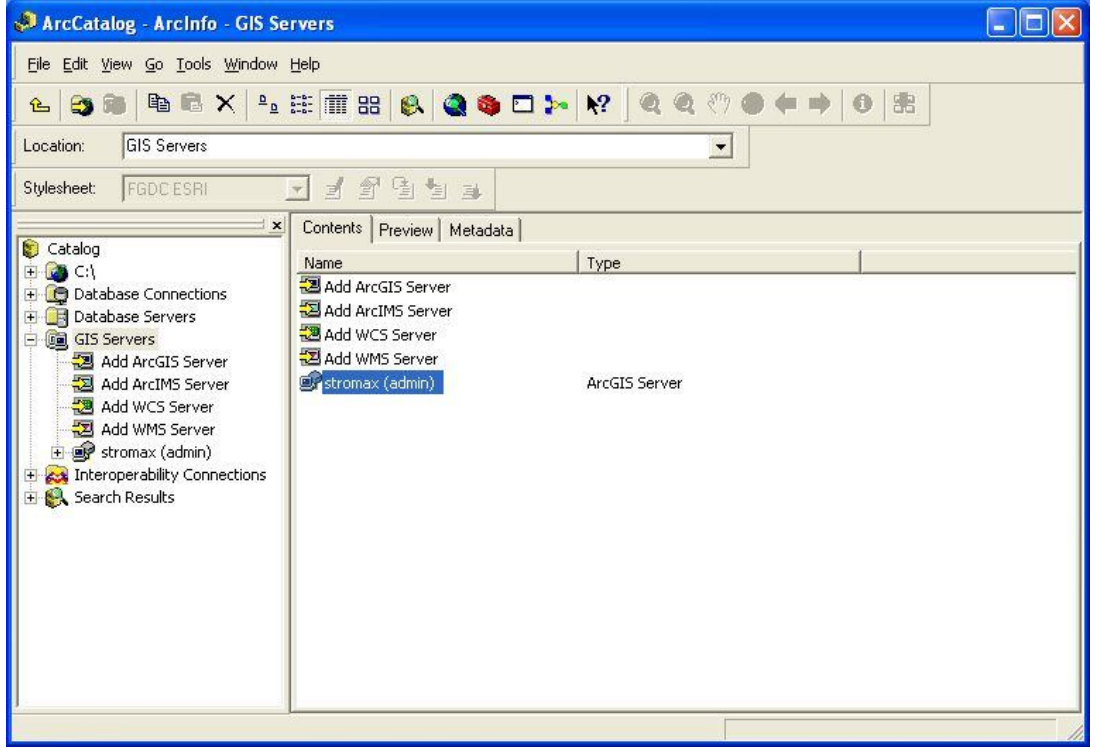 ArcCatalog - ArcInfo - GIS Servers
File Edit View Go Tools Window Help
Location: GIS Servers
Stylesheet: FGDC ESRI
Catalog
C:\
Database Connections
Database Servers
GIS Servers
Add ArcGIS Server
Add ArcIMS Server
Add WCS Server
Add WMS Server
stromax (admin)
Interoperability Connections
Search Results
Contents Preview Metadata
Name Type
Add ArcGIS Server
Add ArcIMS Server
Add WCS Server
Add WMS Server
stromax (admin) ArcGIS Server